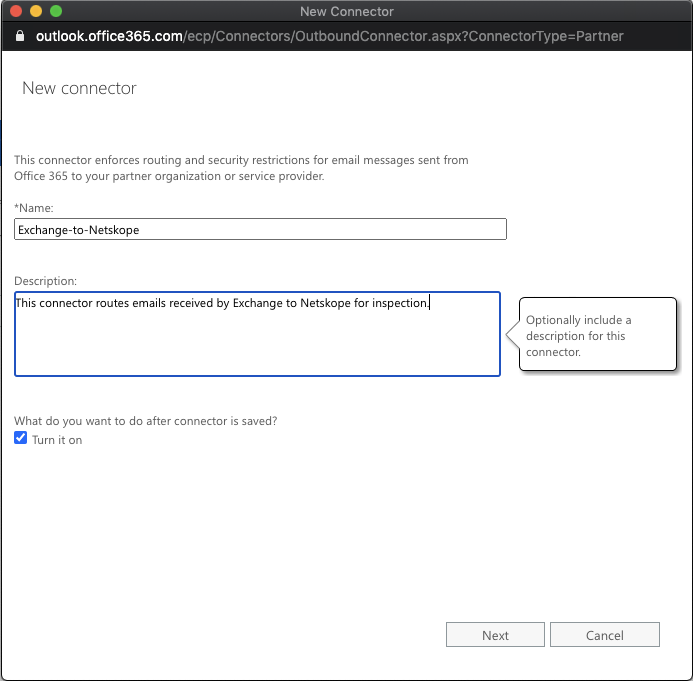 New Connector
outlook.office365.com/ecp/Connectors/OutboundConnector.aspx?ConnectorType=Partner
New connector
This connector enforces routing and security restrictions for email messages sent from
Office 365 to your partner organization or service provider.
*Name:
Exchange-to-Netskope
Description:
This connector routes emails received by Exchange to Netskope for inspection.
Optionally include a
description for this
connector.
What do you want to do after connector is saved?
Turn it on
Next
Cancel